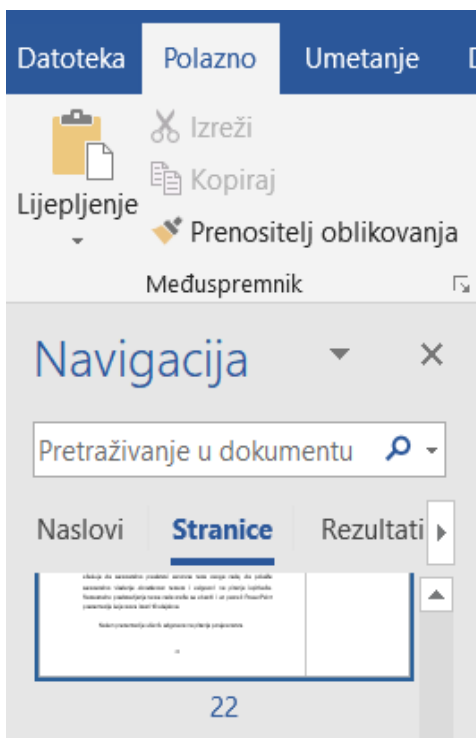 Datoteka Polazno Umetanje
Izreži
Kopiraj
Lijepljenje
Prenositelj oblikovanja
Međuspremnik
Navigacija
Pretraživanje u dokumentu
Naslovi Stranice Rezultati
22